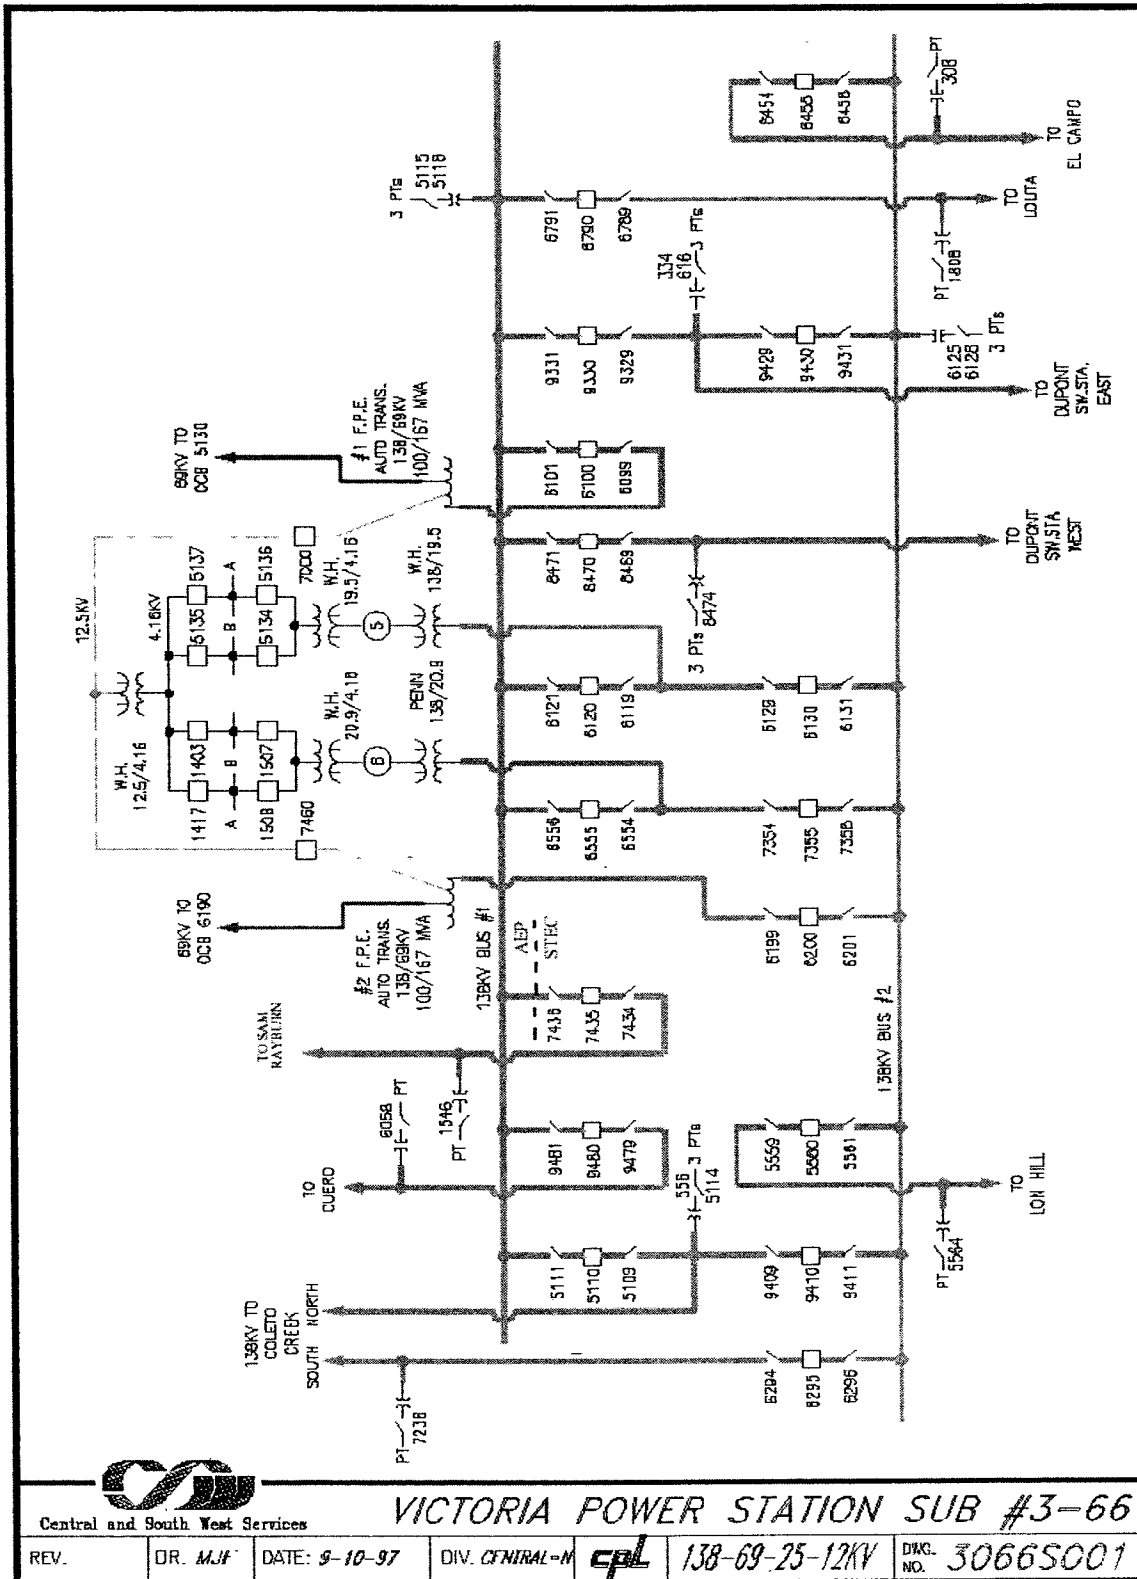 6454
6455
6456
PT
308
TO
EL CAMPO
3 PTs
5115
5118
6791
6790
6789
TO
LOLITA
PT
1808
334
616
3 PTs
9331
9330
9329
9429
9430
9431
6125
6128
3 PTs
TO
DUPONT
SW.STA.
EAST
69KV TO
OCB 5130
#1 F.P.E.
AUTO TRANS.
138/69KV
100/167 MVA
6101
6100
6099
8471
8470
8469
3 PTs
8474
TO
DUPONT
SW.STA
WEST
12.5KV
4.16KV
5137
5135
A
B
5136
5134
7000
W.H.
19.5/4.16
5
W.H.
138/19.5
W.H.
12.5/4.16
1403
1417
B
A
1507
1508
7460
W.H.
20.9/4.16
6
PENN
138/20.9
6121
6120
6119
6129
6130
6131
6556
6555
6554
7354
7355
7356
69KV TO
OCB 6190
#2 F.P.E.
AUTO TRANS.
138/69KV
100/167 MVA
138KV BUS #1
AEP
STEC
6199
6200
6201
7436
7435
7434
138KV BUS #2
TO SAM
RAYBURN
PT
1546
6058
PT
TO
CUERO
9481
9480
9479
5559
5560
5561
TO
LON HILL
PT
5564
556
5114
3 PTs
5111
5110
5109
9409
9410
9411
138KV TO
COLETO
CREEK
SOUTH NORTH
PT
7238
6294
6295
6296
Central and South West Services
VICTORIA POWER STATION SUB #3-66
REV.
DR. MJF
DATE: 9-10-97
DIV. CENTRAL-N
CPL
138-69-25-12KV
DWG. NO. 3066S001